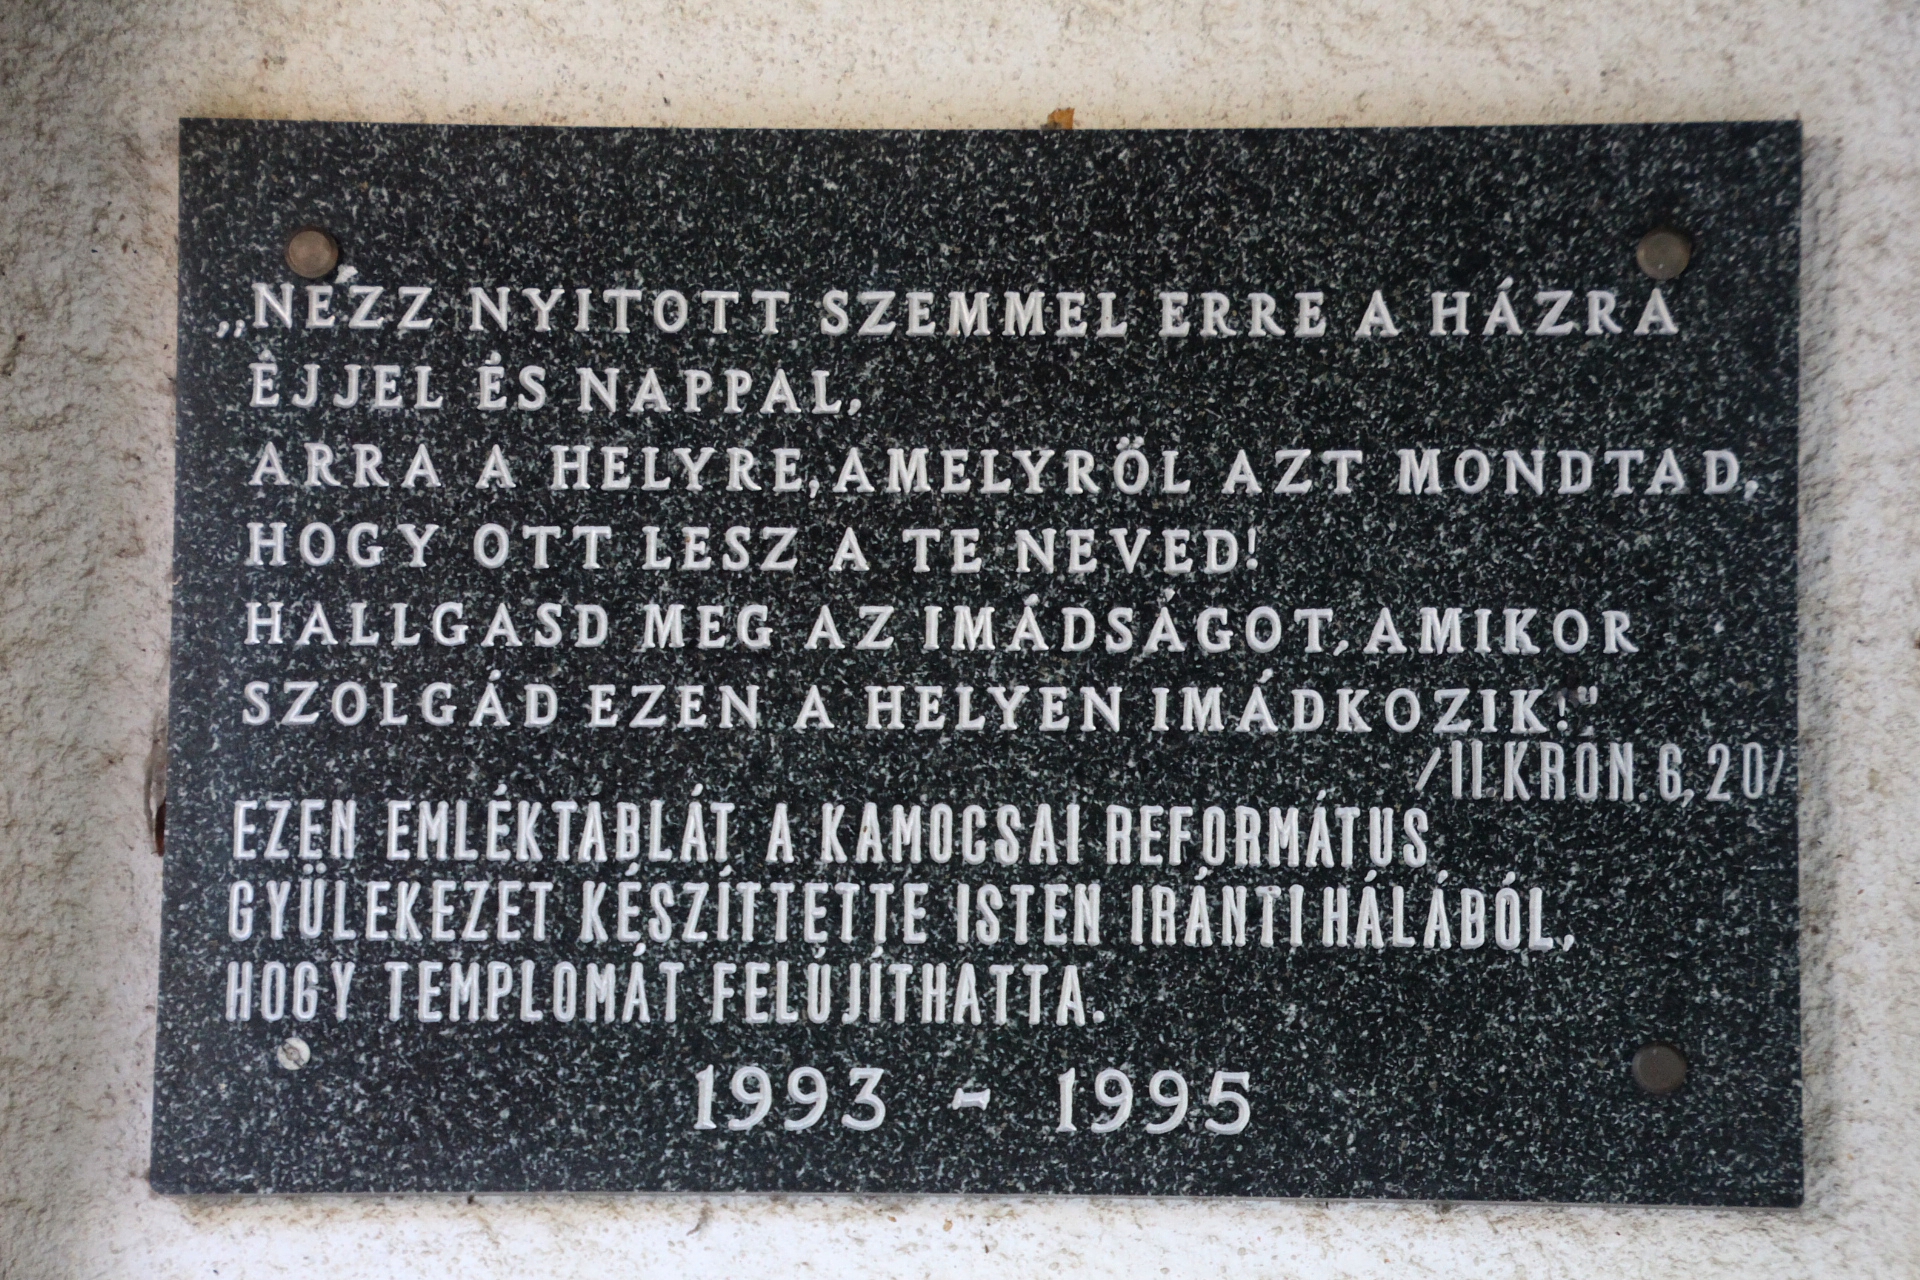 „NÉZZ NYITOTT SZEMMEL ERRE A HÁZRA
ÉJJEL ÉS NAPPAL,
ARRA A HELYRE, AMELYRŐL AZT MONDTAD,
HOGY OTT LESZ A TE NEVED!
HALLGASD MEG AZ IMÁDSÁGOT, AMIKOR
SZOLGÁD EZEN A HELYEN IMÁDKOZIK!"
/II.KRÓN. 6,20/
EZEN EMLÉKTABLÁT A KAMOCSAI REFORMÁTUS
GYÜLEKEZET KÉSZÍTTETTE ISTEN IRÁNTI HÁLÁBÓL,
HOGY TEMPLOMÁT FELÚJÍTHATTA.
1993 - 1995